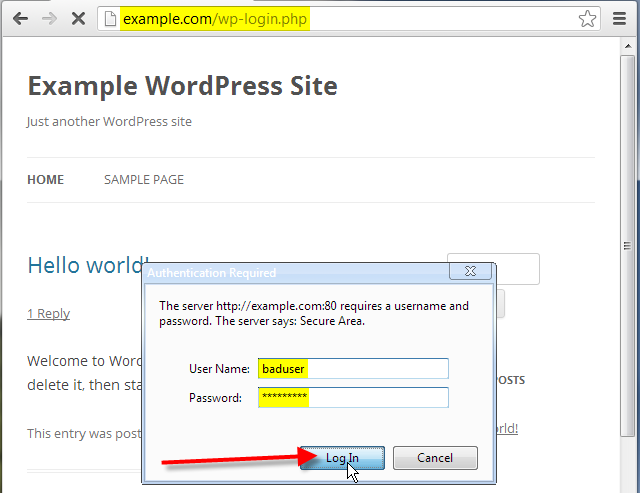 example.com/wp-login.php
Example WordPress Site
Just another WordPress site
HOME SAMPLE PAGE
Hello world!
Authentication Required
1 Reply
The server http://example.com:80 requires a username and
password. The server says: Secure Area.
Welcome to Word
delete it, then sta
User Name: baduser
POSTS
Password: *********
ld!
This entry was post
Log In Cancel